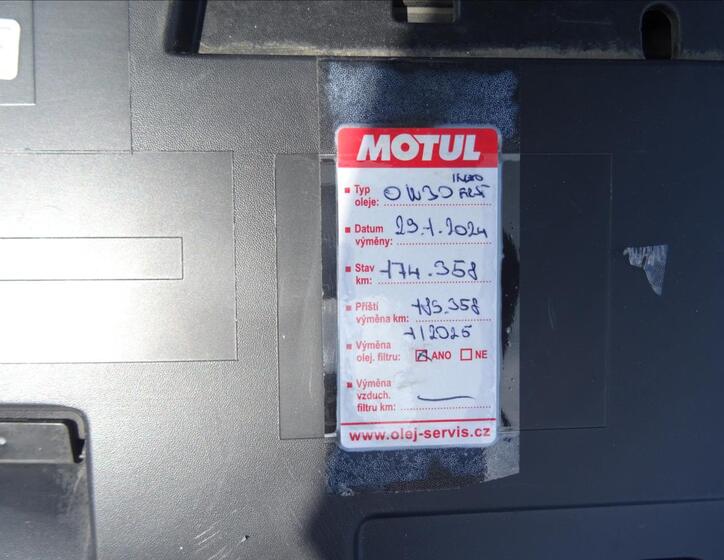 MOTUL
Typ oleje: 0W30
Datum výměny: 29.1.2024
Stav km: 174.358
Příští výměna km: 189.358
1/2025
Výměna olej. filtru: ☒ ANO ☐ NE
Výměna vzduch. filtru km: —
www.olej-servis.cz